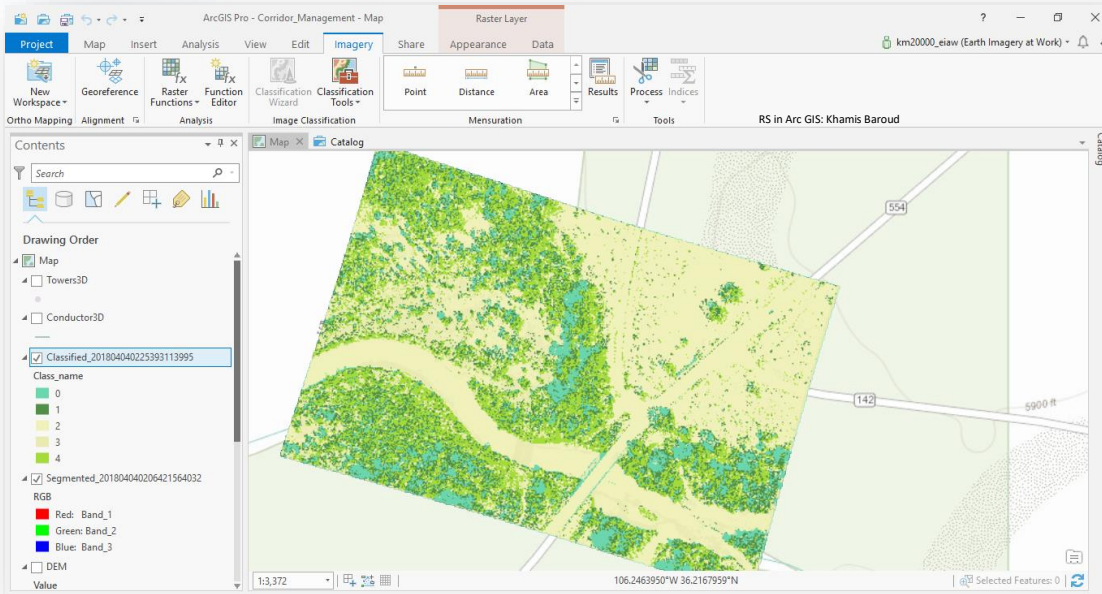 ArcGIS Pro - Corridor_Management - Map
Raster Layer
?
Project Map Insert Analysis View Edit Imagery Share Appearance Data
km20000_eiaw (Earth Imagery at Work)
New Workspace
Georeference
Raster Functions
Function Editor
Classification Wizard
Classification Tools
Point
Distance
Area
Results
Process
Indices
Ortho Mapping
Alignment
Analysis
Image Classification
Mensuration
Tools
RS in Arc GIS: Khamis Baroud
Contents
Map
Catalog
Catalog
Search
Drawing Order
Map
Towers3D
Conductor3D
Classified_201804040225393113995
Class_name
0
1
2
3
4
Segmented_201804040206421564032
RGB
Red: Band_1
Green: Band_2
Blue: Band_3
DEM
Value
554
142
5900 ft
1:3,372
106.2463950°W 36.2167959°N
Selected Features: 0